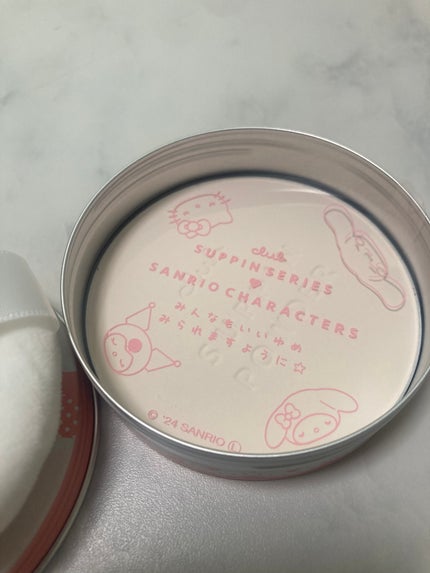 club
SUPPIN SERIES
♥
SANRIO CHARACTERS
みんなもいいゆめ
みられますように☆
© '24 SANRIO Ⓛ